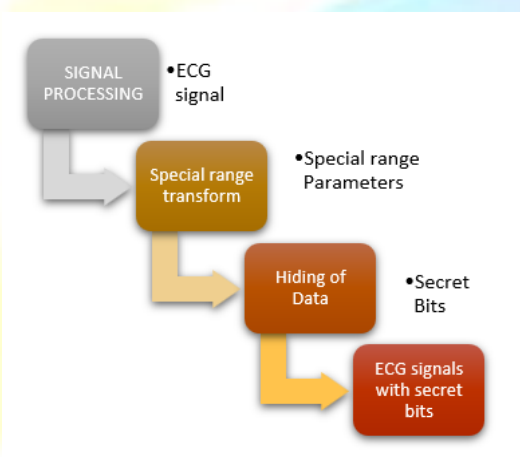 SIGNAL
PROCESSING
•ECG
signal
Special range
transform
•Special range
Parameters
Hiding of
Data
•Secret
Bits
ECG signals
with secret
bits